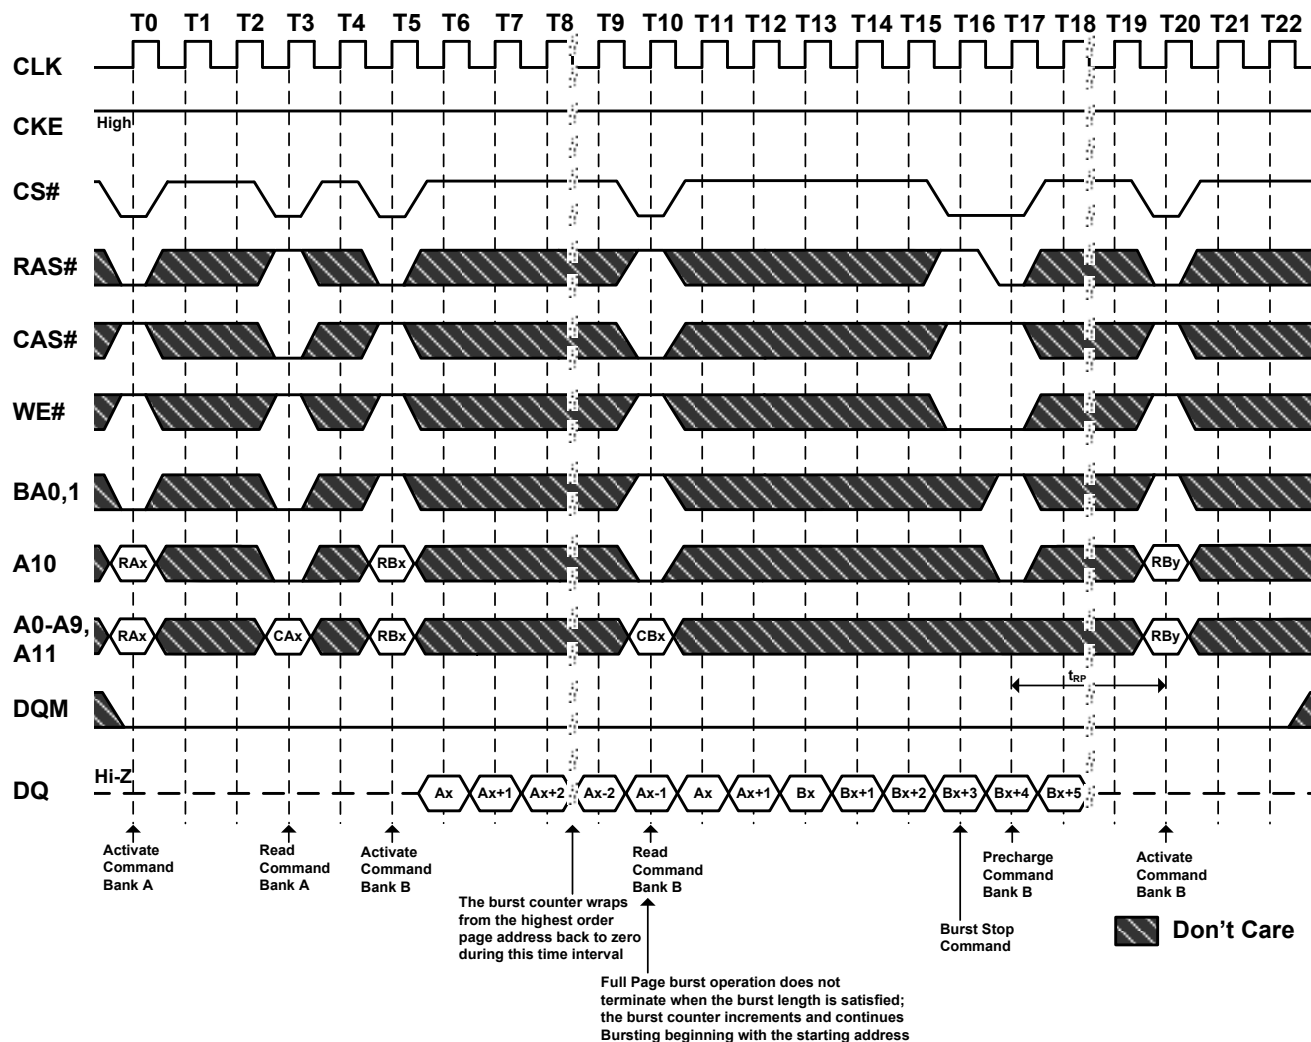 T0 T1 T2 T3 T4 T5 T6 T7 T8 T9 T10 T11 T12 T13 T14 T15 T16 T17 T18 T19 T20 T21 T22
CLK
CKE
High
CS#
RAS#
CAS#
WE#
BA0,1
A10
RAx RBx RBy
A0-A9,
A11
RAx CAx RBx CBx RBy
tRP
DQM
Hi-Z
DQ
Ax Ax+1 Ax+2 Ax-2 Ax-1 Ax Ax+1 Bx Bx+1 Bx+2 Bx+3 Bx+4 Bx+5
Activate
Command
Bank A
Read
Command
Bank A
Activate
Command
Bank B
The burst counter wraps
from the highest order
page address back to zero
during this time interval
Read
Command
Bank B
Full Page burst operation does not
terminate when the burst length is satisfied;
the burst counter increments and continues
Bursting beginning with the starting address
Burst Stop
Command
Precharge
Command
Bank B
Activate
Command
Bank B
Don't Care